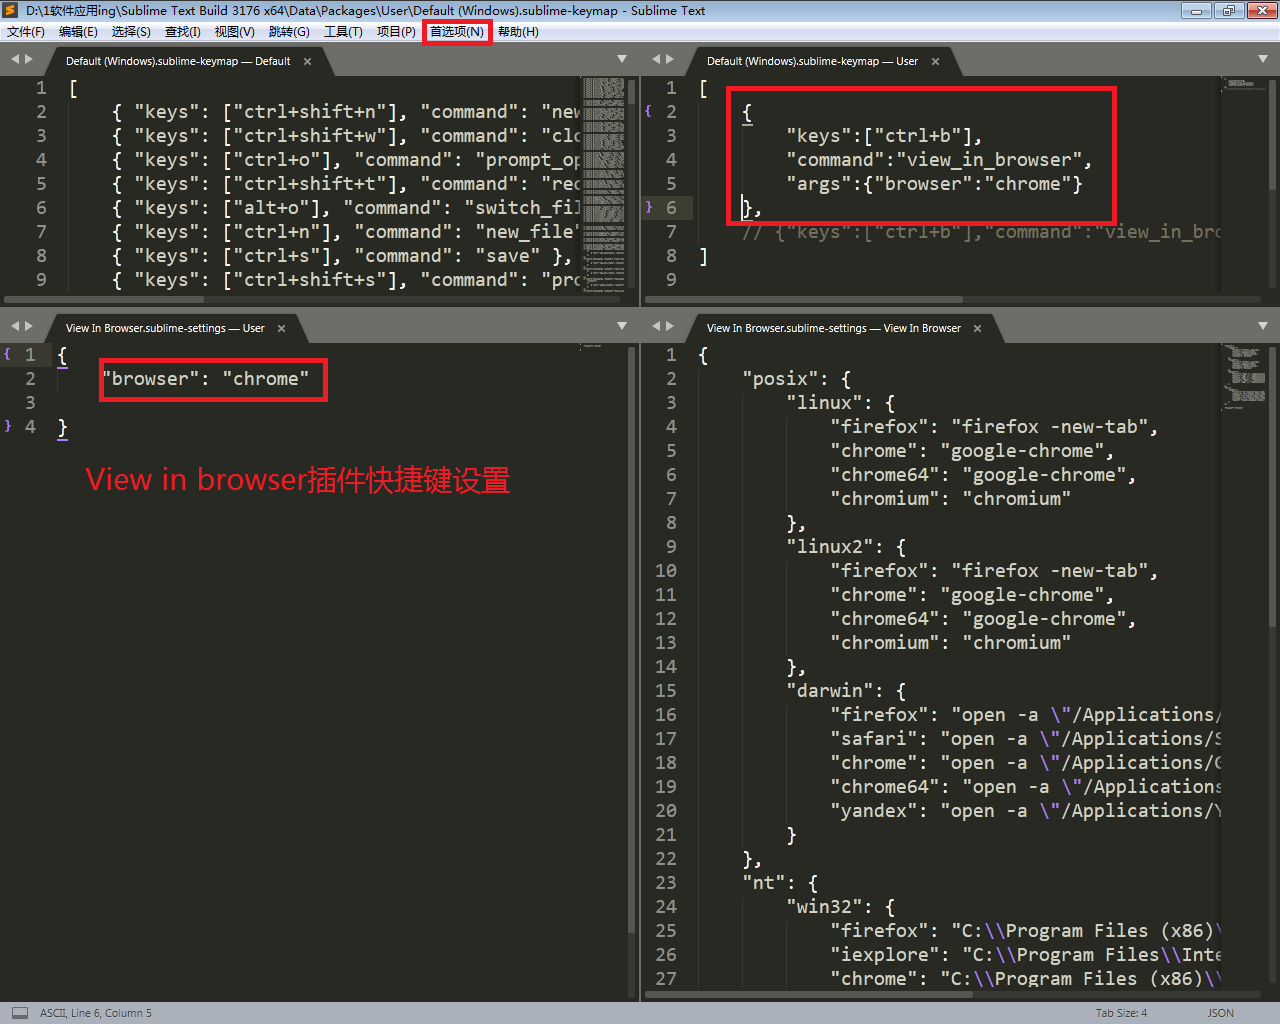 D:\1软件应用ing\Sublime Text Build 3176 x64\Data\Packages\User\Default (Windows).sublime-keymap - Sublime Text
文件(F) 编辑(E) 选择(S) 查找(I) 视图(V) 跳转(G) 工具(T) 项目(P) 首选项(N) 帮助(H)
Default (Windows).sublime-keymap — Default ×
1 [
2 { "keys": ["ctrl+shift+n"], "command": "new
3 { "keys": ["ctrl+shift+w"], "command": "clo
4 { "keys": ["ctrl+o"], "command": "prompt_op
5 { "keys": ["ctrl+shift+t"], "command": "reo
6 { "keys": ["alt+o"], "command": "switch_fil
7 { "keys": ["ctrl+n"], "command": "new_file"
8 { "keys": ["ctrl+s"], "command": "save" },
9 { "keys": ["ctrl+shift+s"], "command": "pro
Default (Windows).sublime-keymap — User ×
1 [
{ 2 {
3 "keys":["ctrl+b"],
4 "command":"view_in_browser",
5 "args":{"browser":"chrome"}
} 6 },
7 // {"keys":["ctrl+b"],"command":"view_in_bro
8 ]
9
View In Browser.sublime-settings — User ×
{ 1 {
2 "browser": "chrome"
3
} 4 }
View in browser插件快捷键设置
View In Browser.sublime-settings — View In Browser ×
1 {
2 "posix": {
3 "linux": {
4 "firefox": "firefox -new-tab",
5 "chrome": "google-chrome",
6 "chrome64": "google-chrome",
7 "chromium": "chromium"
8 },
9 "linux2": {
10 "firefox": "firefox -new-tab",
11 "chrome": "google-chrome",
12 "chrome64": "google-chrome",
13 "chromium": "chromium"
14 },
15 "darwin": {
16 "firefox": "open -a \"/Applications/
17 "safari": "open -a \"/Applications/S
18 "chrome": "open -a \"/Applications/G
19 "chrome64": "open -a \"/Applications
20 "yandex": "open -a \"/Applications/Y
21 }
22 },
23 "nt": {
24 "win32": {
25 "firefox": "C:\\Program Files (x86)\
26 "iexplore": "C:\\Program Files\\Inte
27 "chrome": "C:\\Program Files (x86)\\
ASCII, Line 6, Column 5 Tab Size: 4 JSON